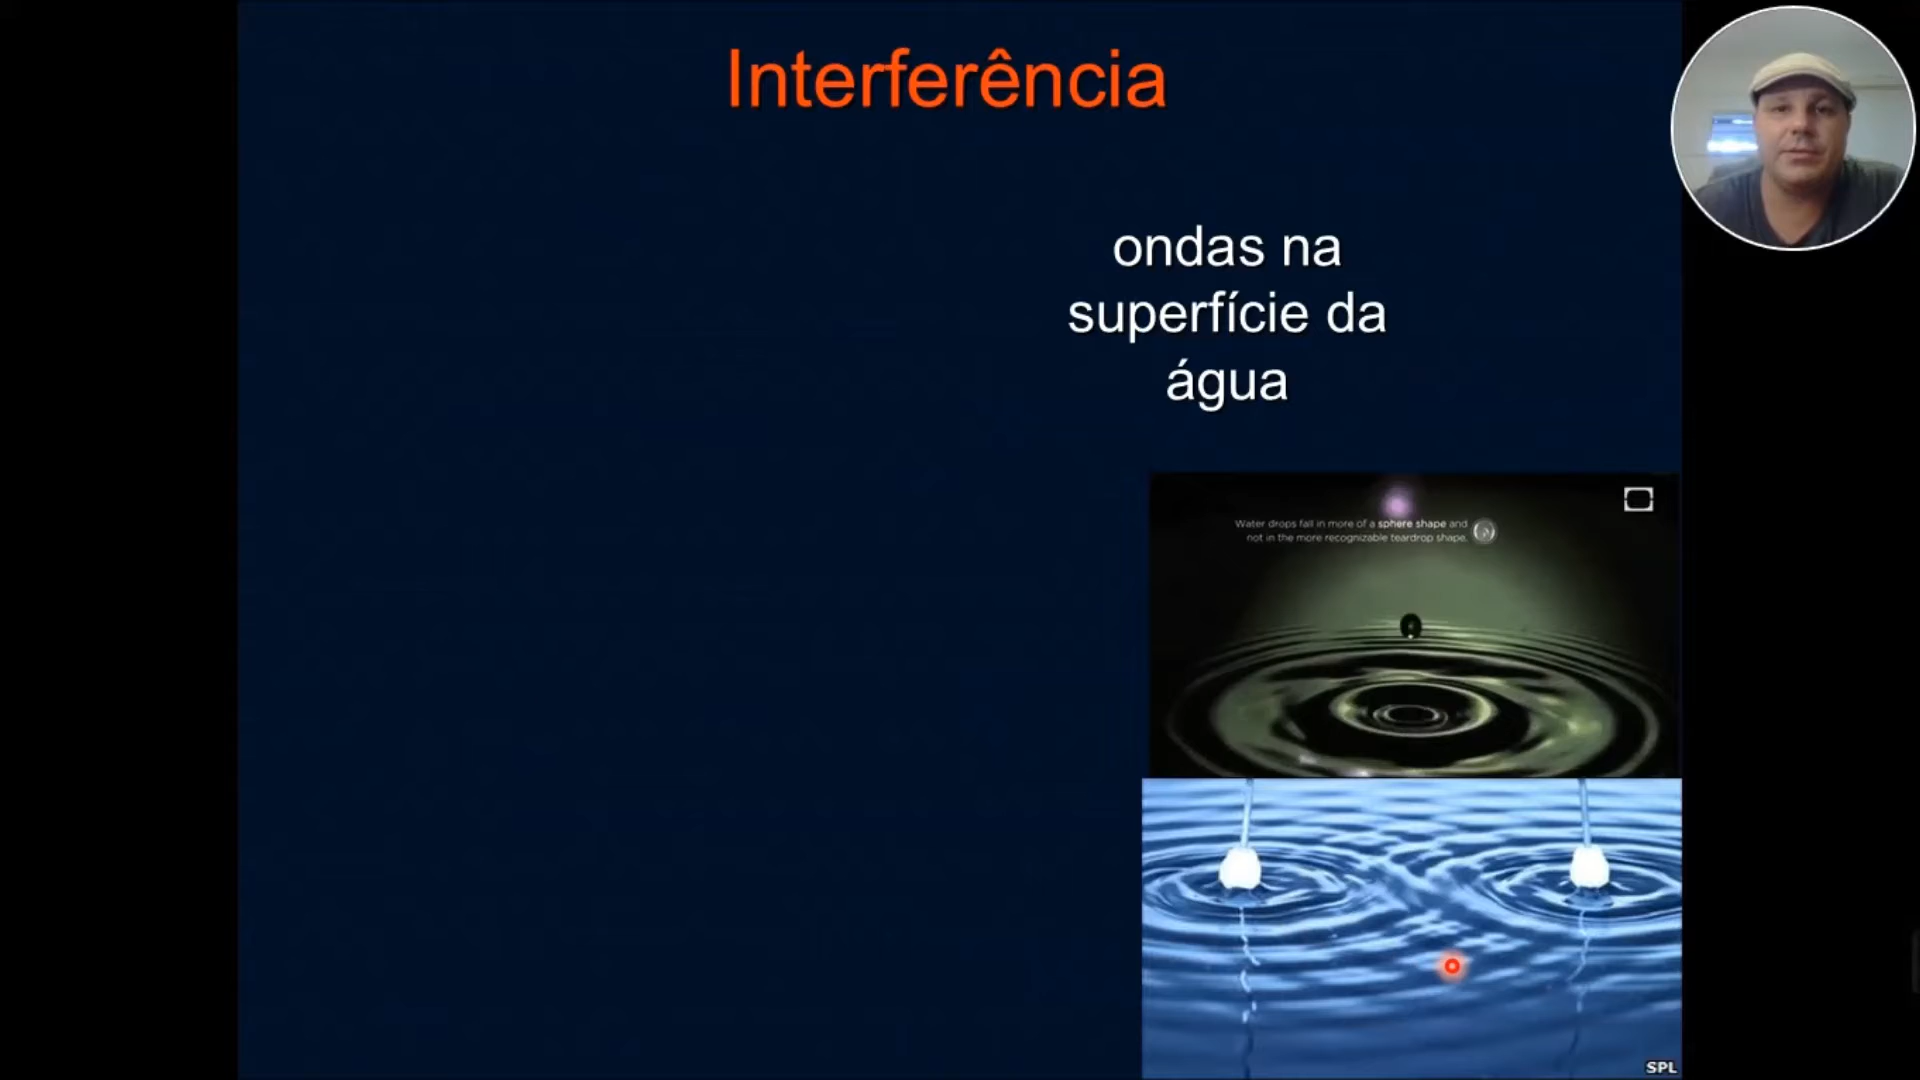 Interferência
ondas na
superfície da
água
Water drops fall in more of a sphere shape and
not in the more recognizable teardrop shape.
SPL